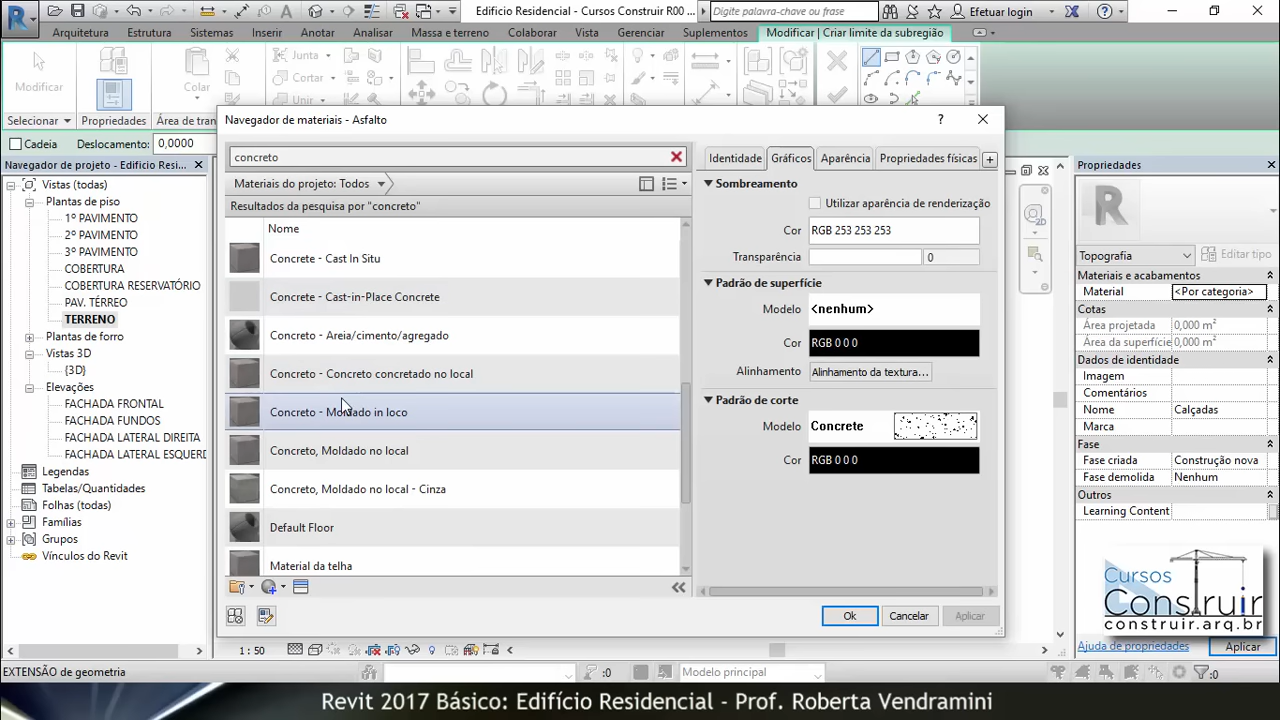 Edifício Residencial - Cursos Construir R00 ...
Digite palavra-chave ou frase
Efetuar login
Arquitetura
Estrutura
Sistemas
Inserir
Anotar
Analisar
Massa e terreno
Colaborar
Vista
Gerenciar
Suplementos
Modificar | Criar limite da subregião
Modificar
Colar
Junta
Cortar
Unir
Selecionar
Propriedades
Cadeia
Deslocamento: 0,0000
Navegador de projeto - Edifício Resi...
Vistas (todas)
Plantas de piso
1º PAVIMENTO
2º PAVIMENTO
3º PAVIMENTO
COBERTURA
COBERTURA RESERVATÓRIO
PAV. TÉRREO
TERRENO
Plantas de forro
Vistas 3D
{3D}
Elevações
FACHADA FRONTAL
FACHADA FUNDOS
FACHADA LATERAL DIREITA
FACHADA LATERAL ESQUERD
Legendas
Tabelas/Quantidades
Folhas (todas)
Famílias
Grupos
Vínculos do Revit
Navegador de materiais - Asfalto
concreto
Materiais do projeto: Todos
Resultados da pesquisa por "concreto"
Nome
Concrete - Cast In Situ
Concrete - Cast-in-Place Concrete
Concreto - Areia/cimento/agregado
Concreto - Concreto concretado no local
Concreto - Moldado in loco
Concreto, Moldado no local
Concreto, Moldado no local - Cinza
Default Floor
Material da telha
Identidade
Gráficos
Aparência
Propriedades físicas
Sombreamento
Utilizar aparência de renderização
Cor RGB 253 253 253
Transparência 0
Padrão de superfície
Modelo <nenhum>
Cor RGB 0 0 0
Alinhamento Alinhamento da textura...
Padrão de corte
Modelo Concrete
Cor RGB 0 0 0
Ok
Cancelar
Aplicar
Propriedades
Topografia
Editar tipo
Materiais e acabamentos
Material <Por categoria>
Cotas
Área projetada 0,000 m²
Área da superfície 0,000 m²
Dados de identidade
Imagem
Comentários
Nome Calçadas
Marca
Fase
Fase criada Construção nova
Fase demolida Nenhum
Outros
Learning Content
Cursos
Construir
construir.arq.br
Ajuda de propriedades
Aplicar
1 : 50
EXTENSÃO de geometria
:0
Modelo principal
:0
Revit 2017 Básico: Edifício Residencial - Prof. Roberta Vendramini